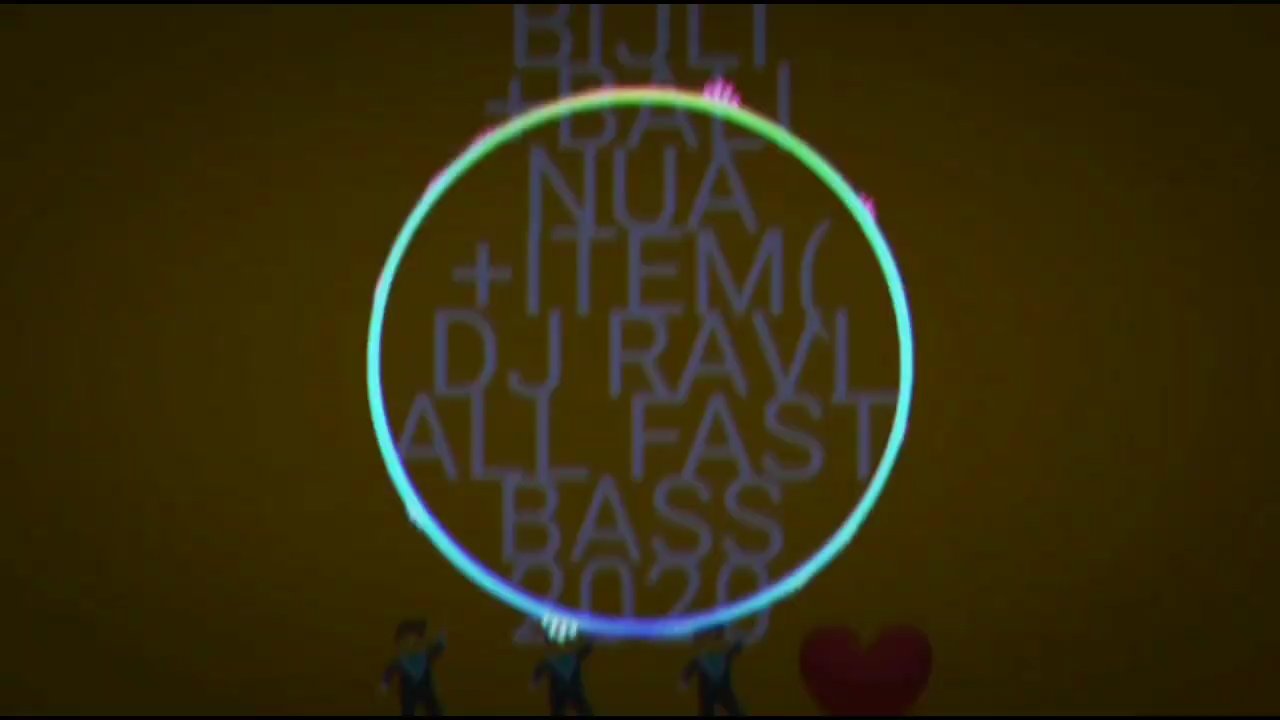 BIJLI
+BALI
NUA
+ITEM(
DJ RAVI
ALL FAST
BASS
2020